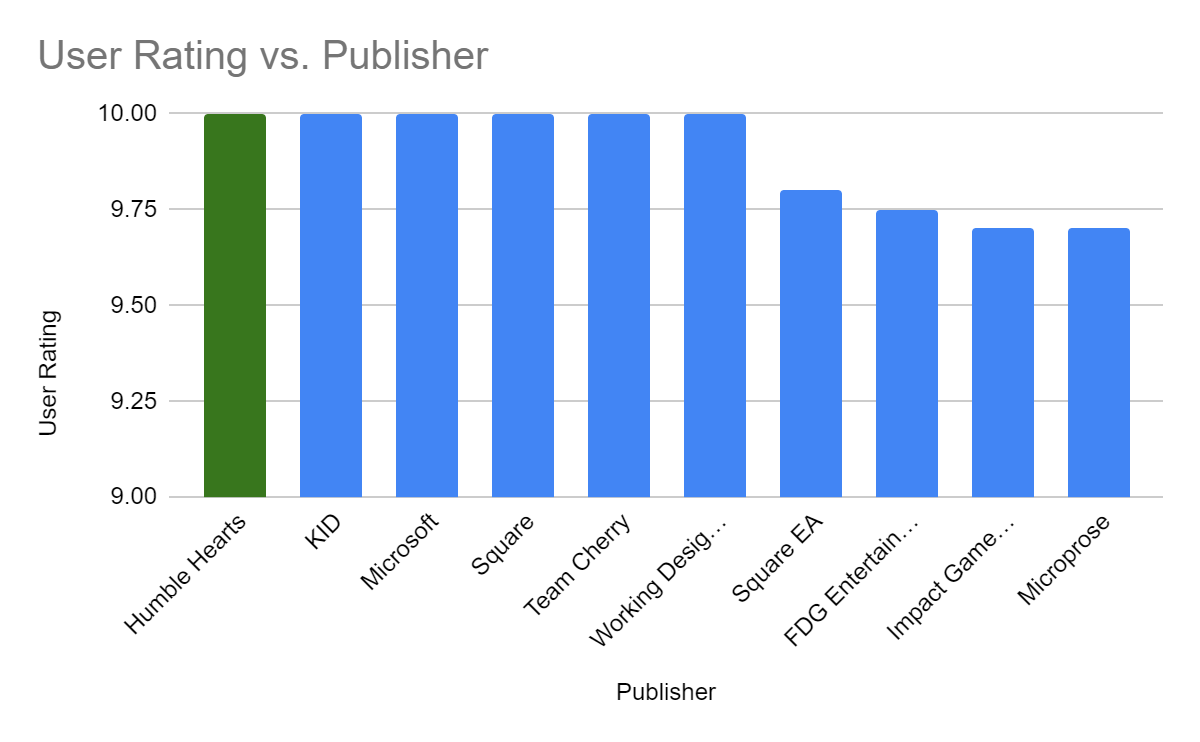 User Rating vs. Publisher
10.00
9.75
9.50
9.25
9.00
User Rating
Humble Hearts
KID
Microsoft
Square
Team Cherry
Working Desig…
Square EA
FDG Entertain…
Impact Game…
Microprose
Publisher